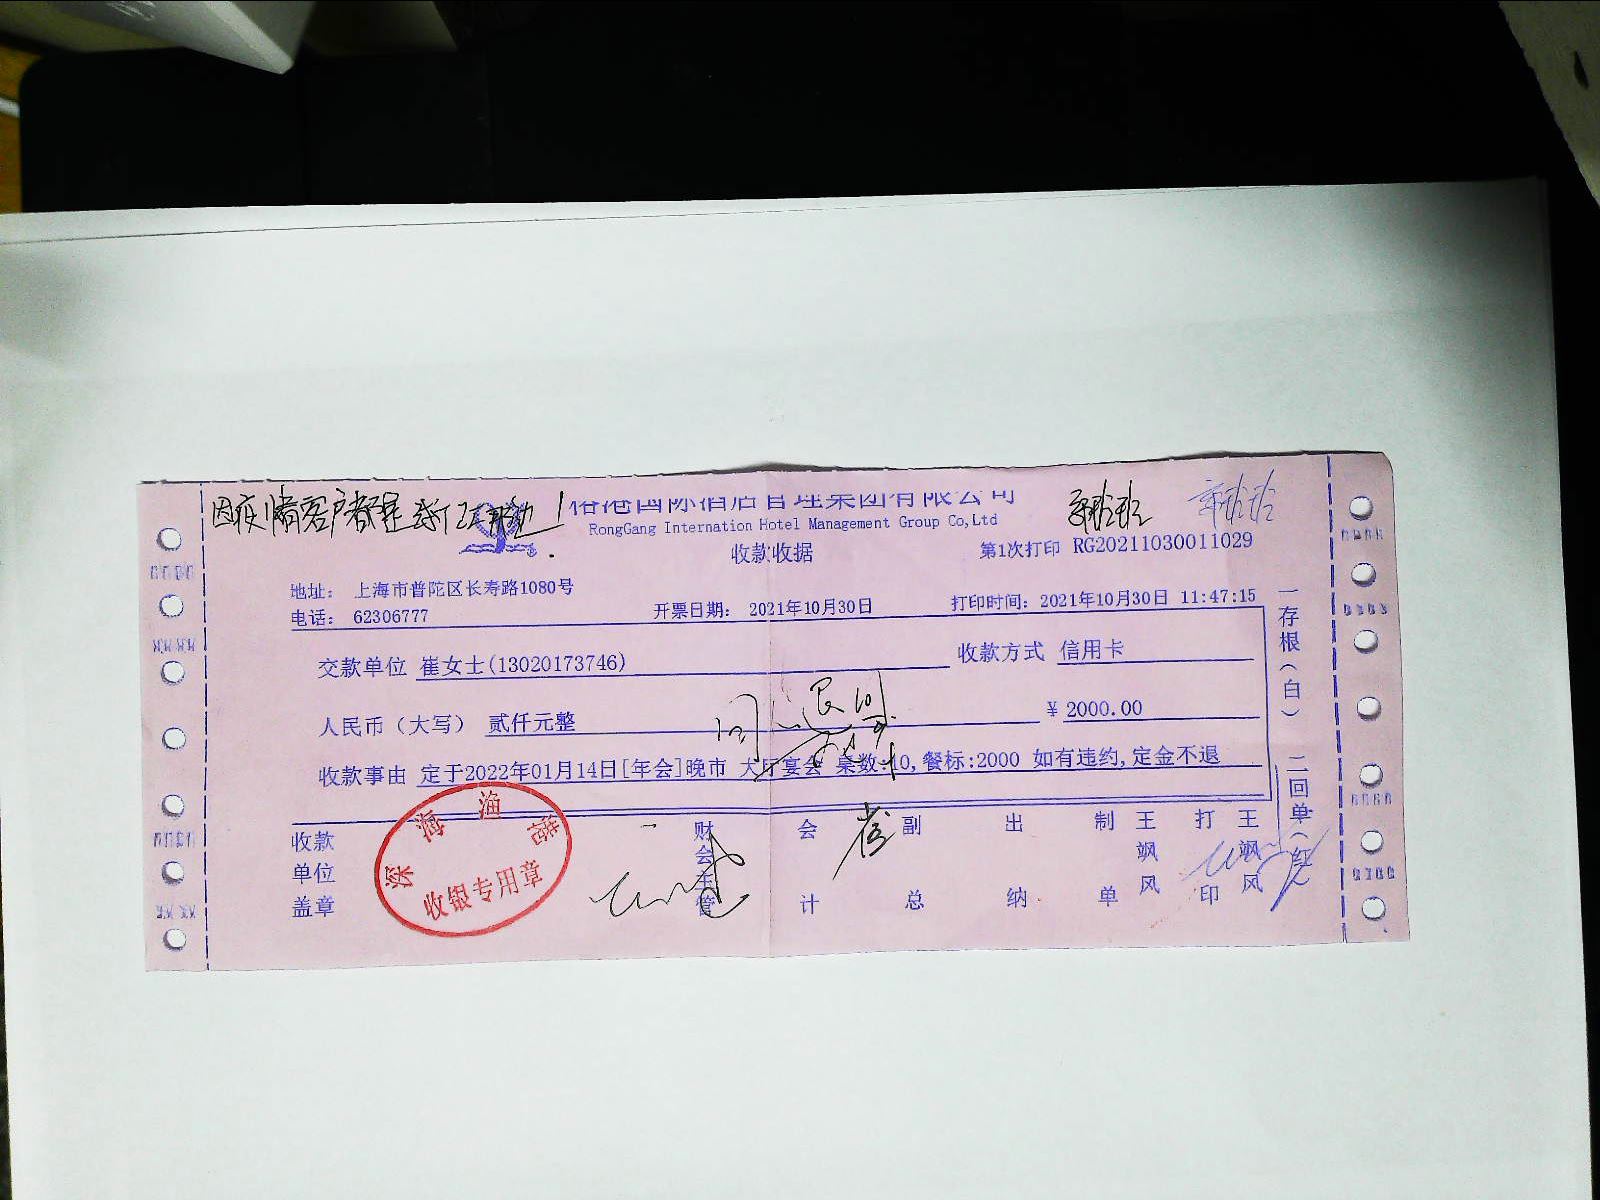 因疫情客户都是
港国际酒店管理集团有限公司
RongGang Internation Hotel Management Group Co,Ltd
收款收据
第1次打印 RG20211030011029
地址： 上海市普陀区长寿路1080号
电话： 62306777
开票日期： 2021年10月30日
打印时间：2021年10月30日 11:47:15
交款单位 崔女士(13020173746)
收款方式 信用卡
人民币（大写） 贰仟元整
¥ 2000.00
收款事由 定于2022年01月14日[年会]晚市 大厅宴会 桌数:10,餐标:2000 如有违约,定金不退
同 退
收款单位盖章
财会主管
会计
副总
出纳
制单
王飒风
打印
王飒风
一存根（白） 二回单（红）
深海海
收银专用章